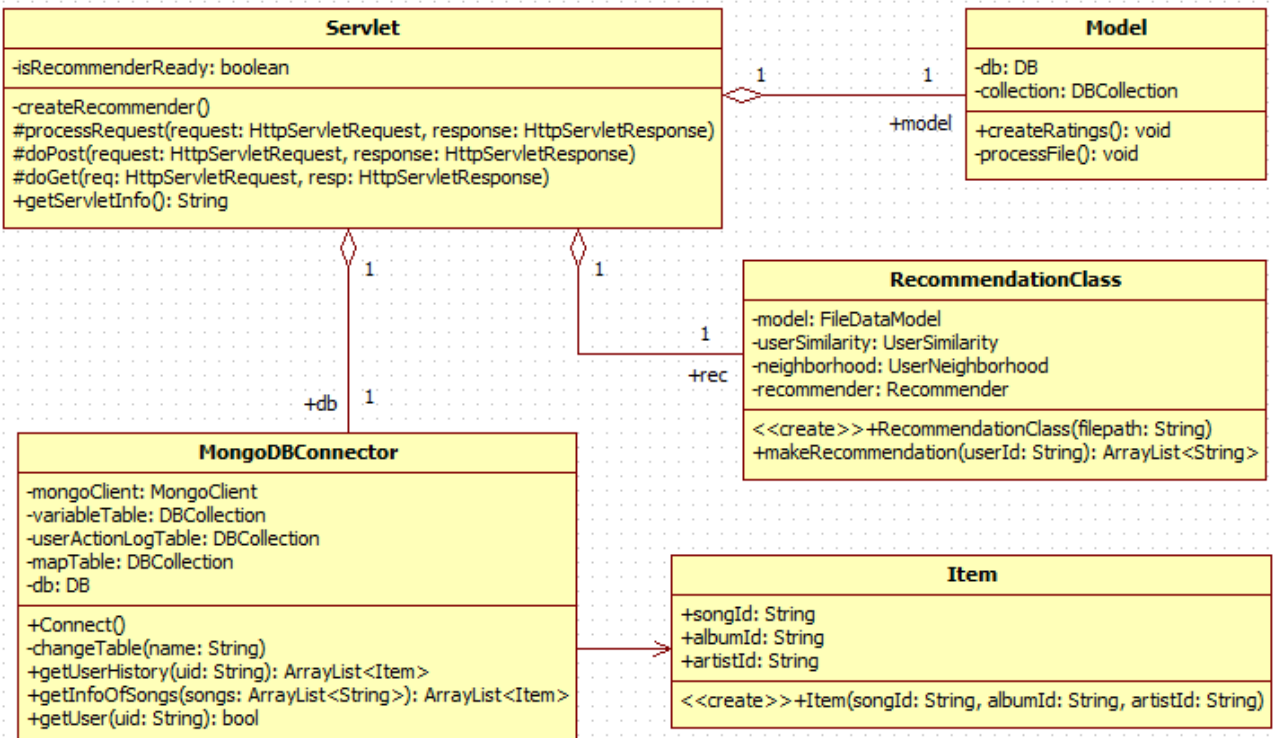 Servlet
-isRecommenderReady: boolean
-createRecommender()
#processRequest(request: HttpServletRequest, response: HttpServletResponse)
#doPost(request: HttpServletRequest, response: HttpServletResponse)
#doGet(req: HttpServletRequest, resp: HttpServletResponse)
+getServletInfo(): String
1
1
+model
Model
-db: DB
-collection: DBCollection
+createRatings(): void
-processFile(): void
1
1
+db
1
1
+rec
RecommendationClass
-model: FileDataModel
-userSimilarity: UserSimilarity
-neighborhood: UserNeighborhood
-recommender: Recommender
<<create>>+RecommendationClass(filepath: String)
+makeRecommendation(userId: String): ArrayList<String>
MongoDBConnector
-mongoClient: MongoClient
-variableTable: DBCollection
-userActionLogTable: DBCollection
-mapTable: DBCollection
-db: DB
+Connect()
-changeTable(name: String)
+getUserHistory(uid: String): ArrayList<Item>
+getInfoOfSongs(songs: ArrayList<String>): ArrayList<Item>
+getUser(uid: String): bool
Item
+songId: String
+albumId: String
+artistId: String
<<create>>+Item(songId: String, albumId: String, artistId: String)